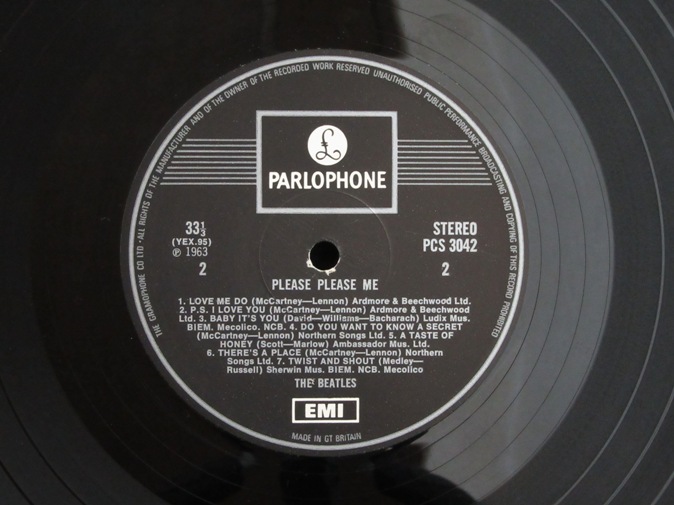 THE GRAMOPHONE CO LTD · ALL RIGHTS OF THE MANUFACTURER AND OF THE OWNER OF THE RECORDED WORK RESERVED UNAUTHORISED PUBLIC PERFORMANCE BROADCASTING AND COPYING OF THIS RECORD PROHIBITED
£
PARLOPHONE
33⅓
(YEX.95)
℗ 1963
2
STEREO
PCS 3042
2
PLEASE PLEASE ME
1. LOVE ME DO (McCartney—Lennon) Ardmore & Beechwood Ltd.
2. P.S. I LOVE YOU (McCartney—Lennon) Ardmore & Beechwood
Ltd. 3. BABY IT'S YOU (David—Williams—Bacharach) Ludix Mus.
BIEM. Mecolico. NCB. 4. DO YOU WANT TO KNOW A SECRET
(McCartney—Lennon) Northern Songs Ltd. 5. A TASTE OF
HONEY (Scott—Marlow) Ambassador Mus. Ltd.
6. THERE'S A PLACE (McCartney—Lennon) Northern
Songs Ltd. 7. TWIST AND SHOUT (Medley—
Russell) Sherwin Mus. BIEM. NCB. Mecolico
THE BEATLES
EMI
MADE IN GT BRITAIN